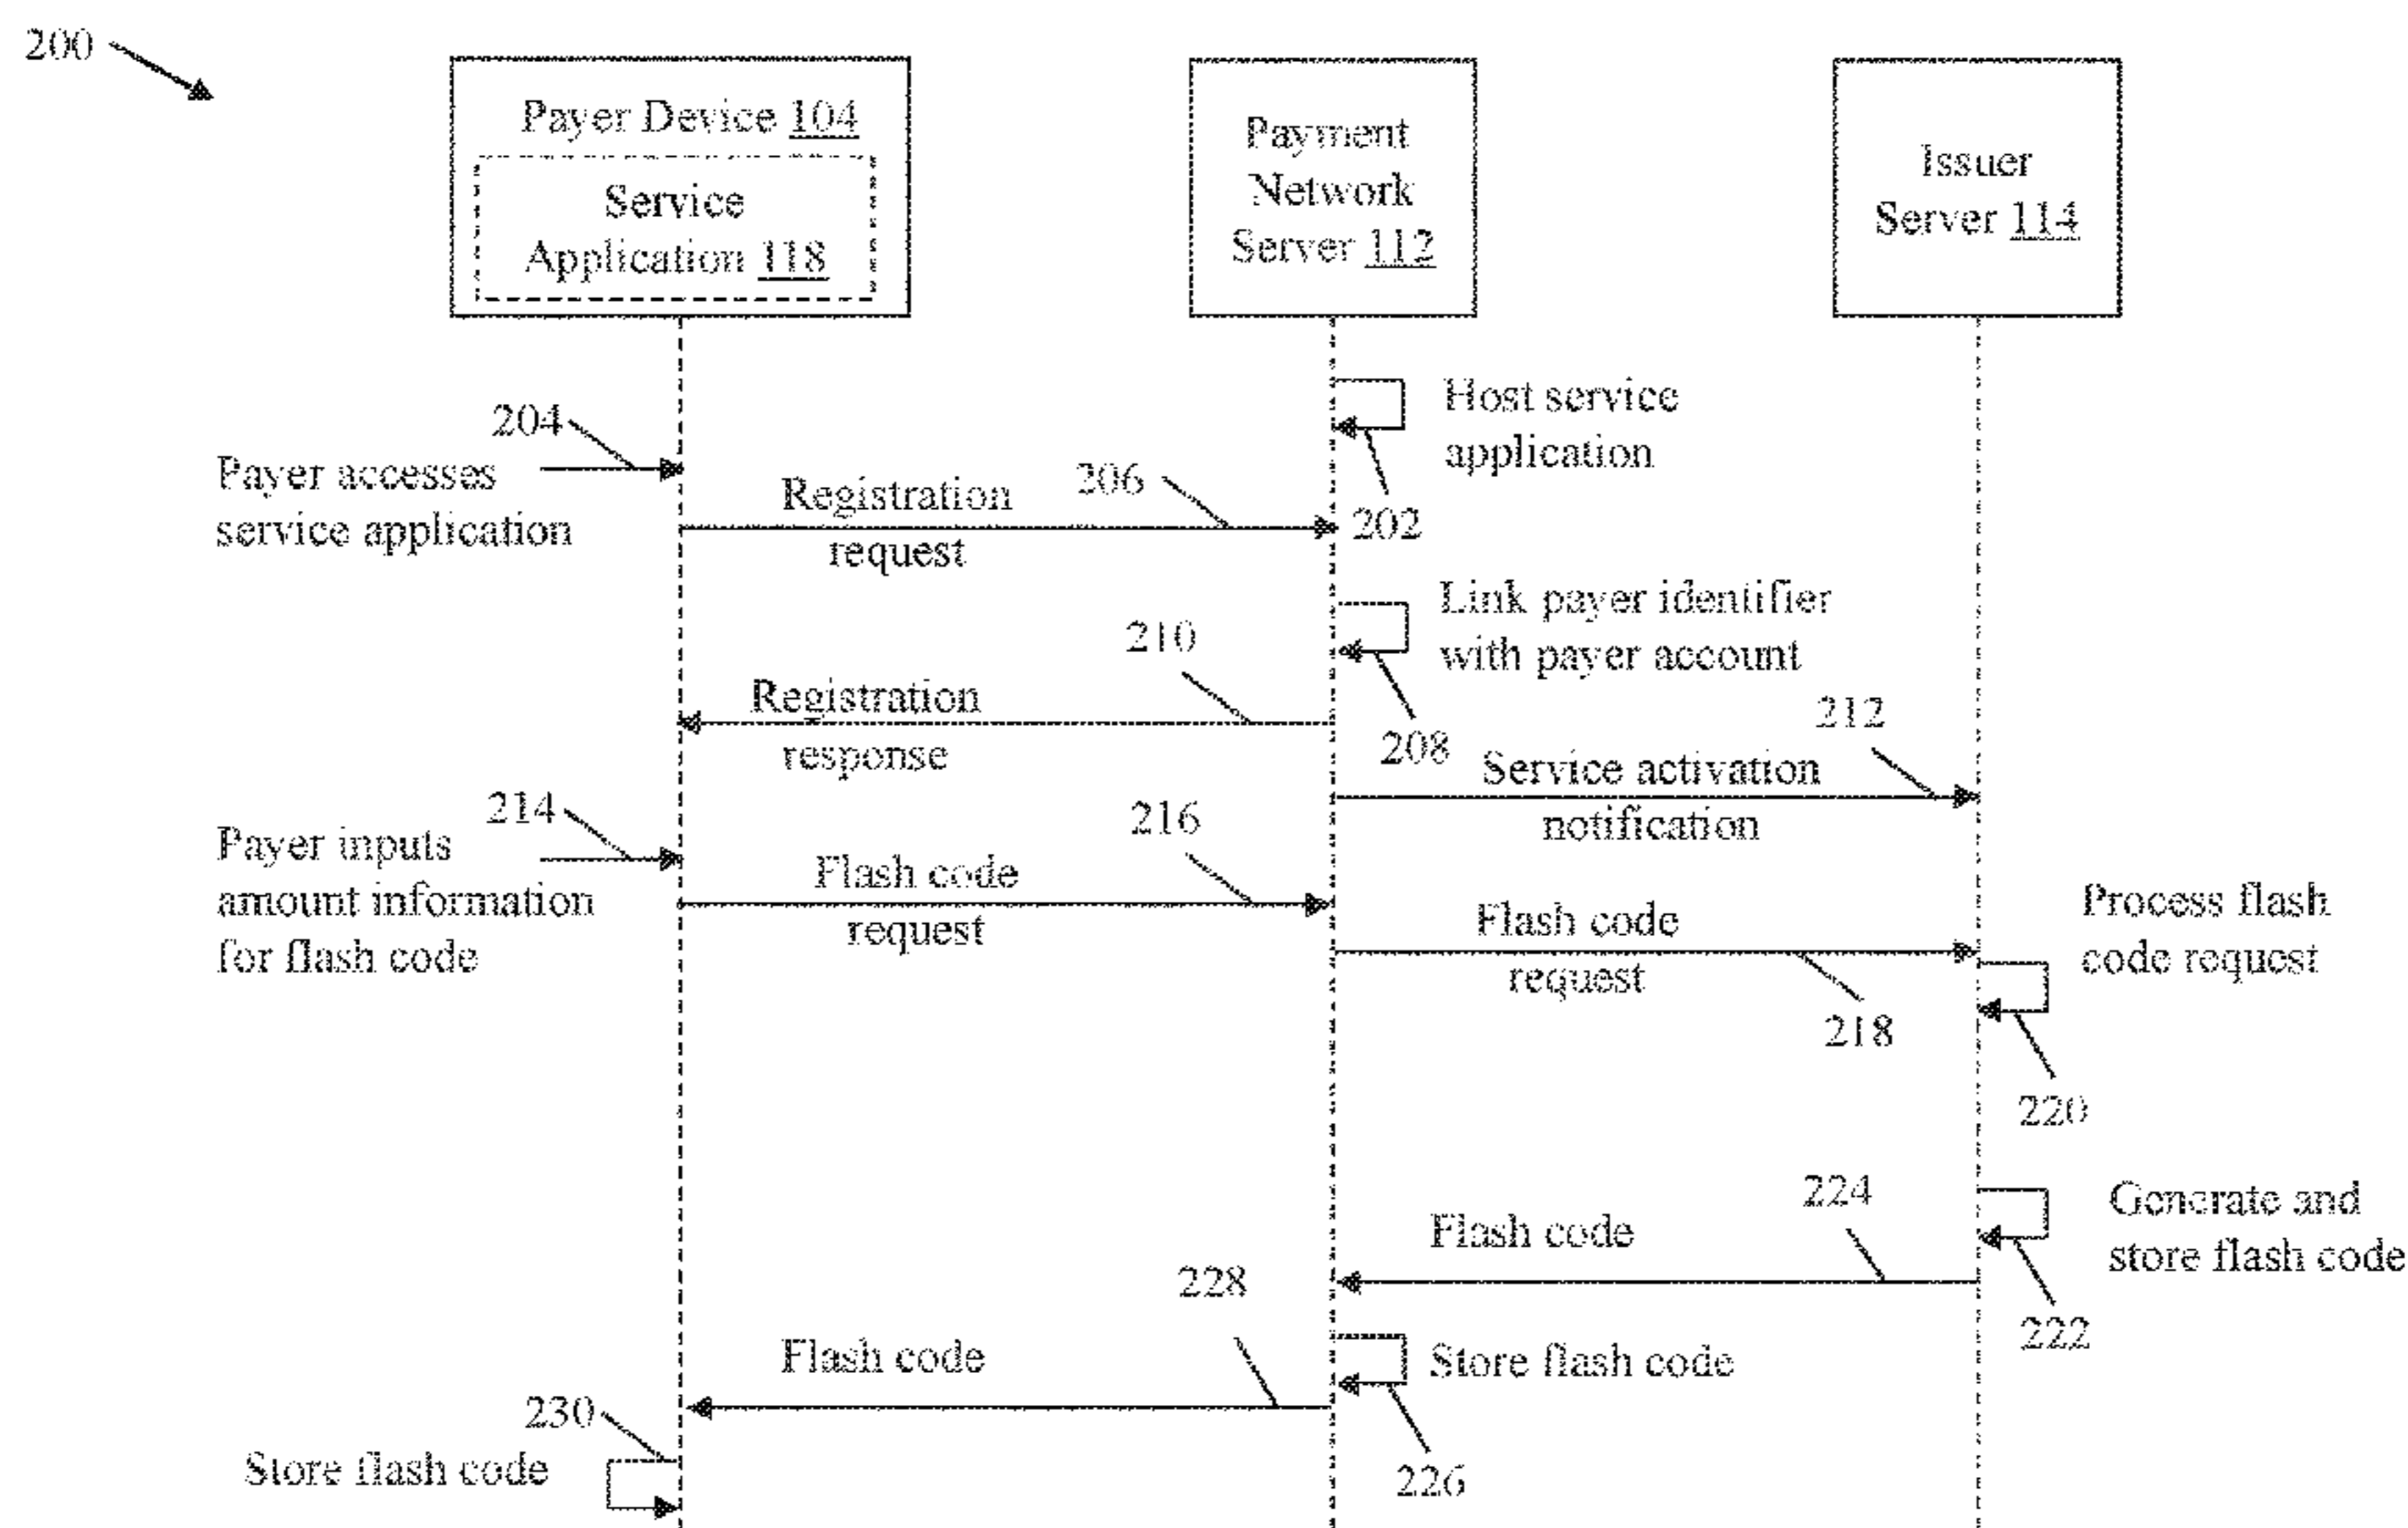 200
Payer Device 104
Service
Application 118
Payment
Network
Server 112
Issuer
Server 114
Host service
application
202
204
Payer accesses
service application
Registration
request
206
Link payer identifier
with payer account
208
210
Registration
response
212
Service activation
notification
214
Payer inputs
amount information
for flash code
216
Flash code
request
Flash code
request
218
Process flash
code request
220
Generate and
store flash code
222
224
Flash code
Store flash code
226
228
Flash code
230
Store flash code